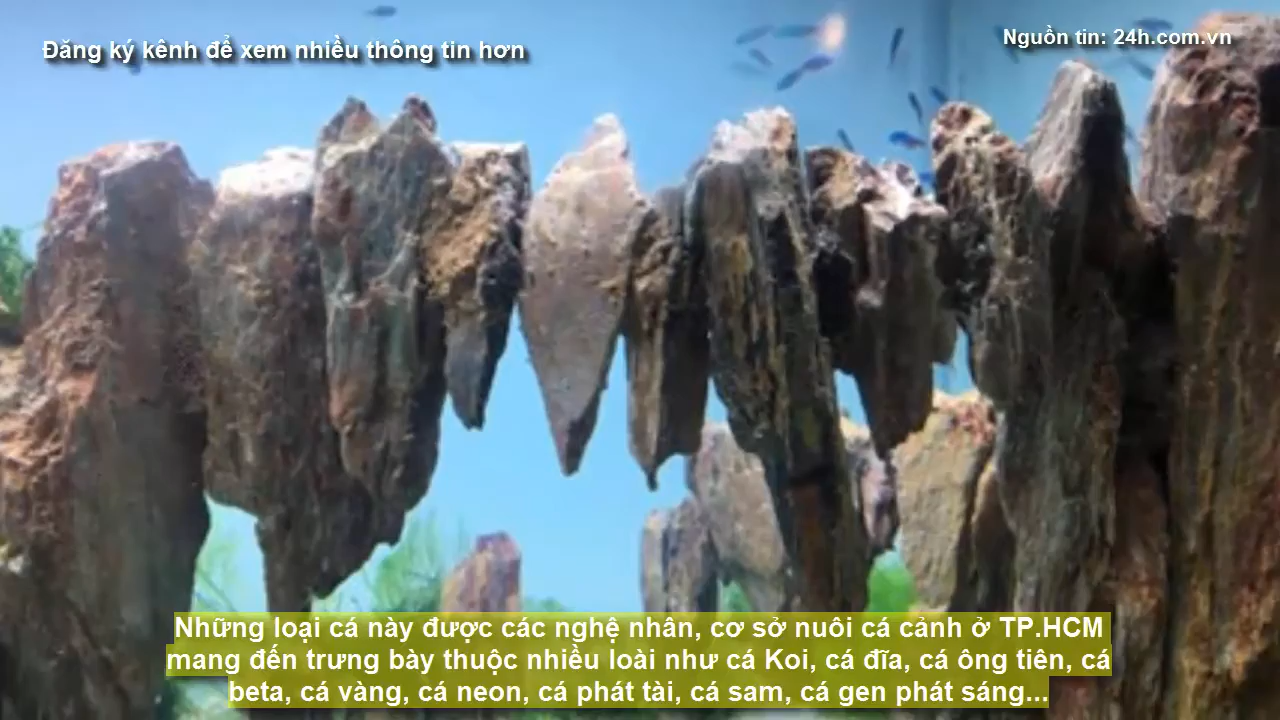 Đăng ký kênh để xem nhiều thông tin hơn
Nguồn tin: 24h.com.vn
Những loại cá này được các nghệ nhân, cơ sở nuôi cá cảnh ở TP.HCM
mang đến trưng bày thuộc nhiều loài như cá Koi, cá đĩa, cá ông tiên, cá
beta, cá vàng, cá neon, cá phát tài, cá sam, cá gen phát sáng...